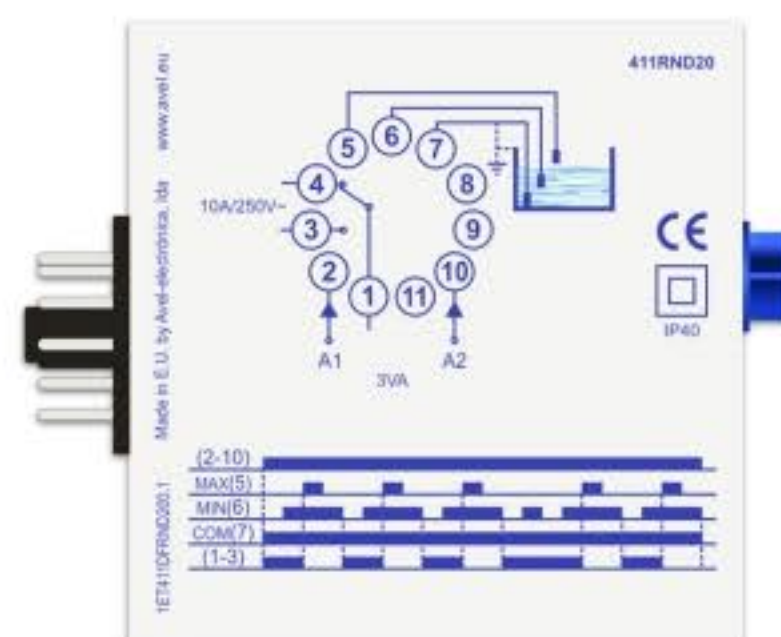 411RND20
www.avel.eu
Made in E.U. by Avel-electrónica, lda
1ET411DFRND200.1
5
6
7
4
8
10A/250V~
3
9
2
10
1
11
A1
A2
3VA
CE
IP40
(2-10)
MAX(5)
MIN(6)
COM(7)
(1-3)